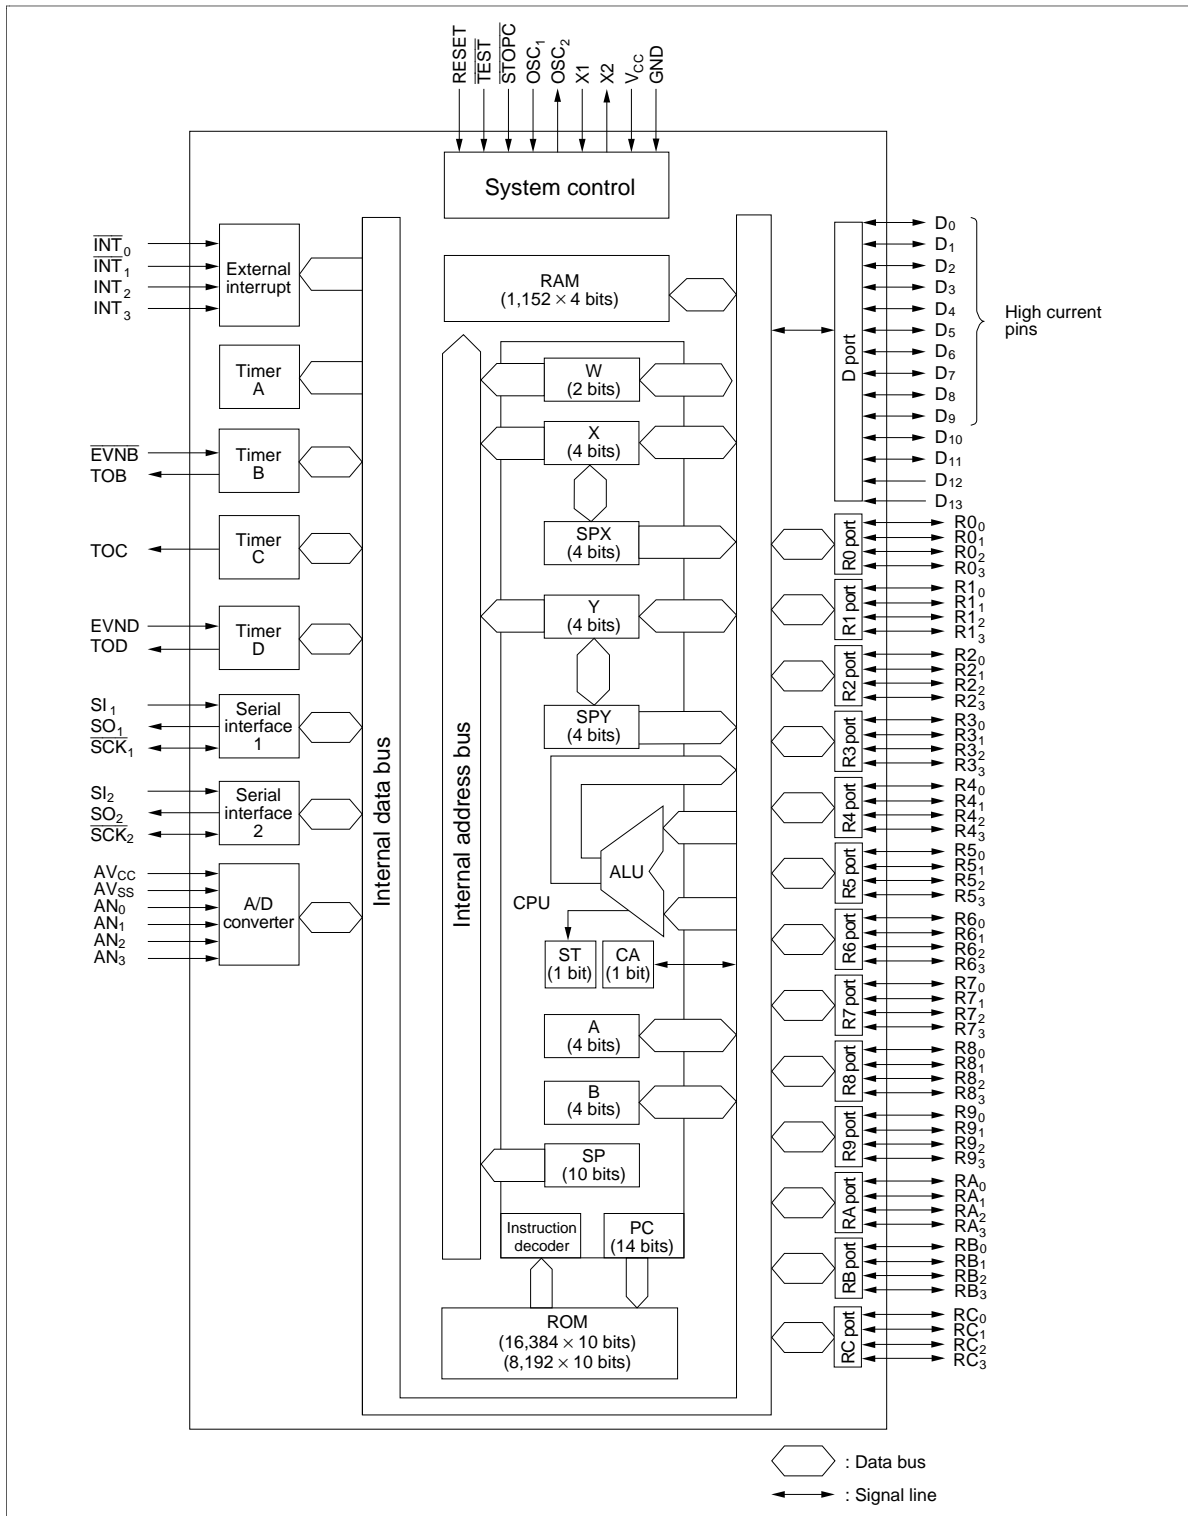 RESET
TEST
STOPC
OSC1
OSC2
X1
X2
VCC
GND
System control
INT0
INT1
INT2
INT3
External
interrupt
Timer
A
EVNB
TOB
Timer
B
TOC
Timer
C
EVND
TOD
Timer
D
SI1
SO1
SCK1
Serial
interface
1
SI2
SO2
SCK2
Serial
interface
2
AVCC
AVSS
AN0
AN1
AN2
AN3
A/D
converter
Internal data bus
Internal address bus
RAM
(1,152 × 4 bits)
W
(2 bits)
X
(4 bits)
SPX
(4 bits)
Y
(4 bits)
SPY
(4 bits)
ALU
CPU
ST
(1 bit)
CA
(1 bit)
A
(4 bits)
B
(4 bits)
SP
(10 bits)
Instruction
decoder
PC
(14 bits)
ROM
(16,384 × 10 bits)
(8,192 × 10 bits)
D port
D0
D1
D2
D3
D4
D5
D6
D7
D8
D9
D10
D11
D12
D13
High current
pins
R0 port
R00
R01
R02
R03
R1 port
R10
R11
R12
R13
R2 port
R20
R21
R22
R23
R3 port
R30
R31
R32
R33
R4 port
R40
R41
R42
R43
R5 port
R50
R51
R52
R53
R6 port
R60
R61
R62
R63
R7 port
R70
R71
R72
R73
R8 port
R80
R81
R82
R83
R9 port
R90
R91
R92
R93
RA port
RA0
RA1
RA2
RA3
RB port
RB0
RB1
RB2
RB3
RC port
RC0
RC1
RC2
RC3
: Data bus
: Signal line